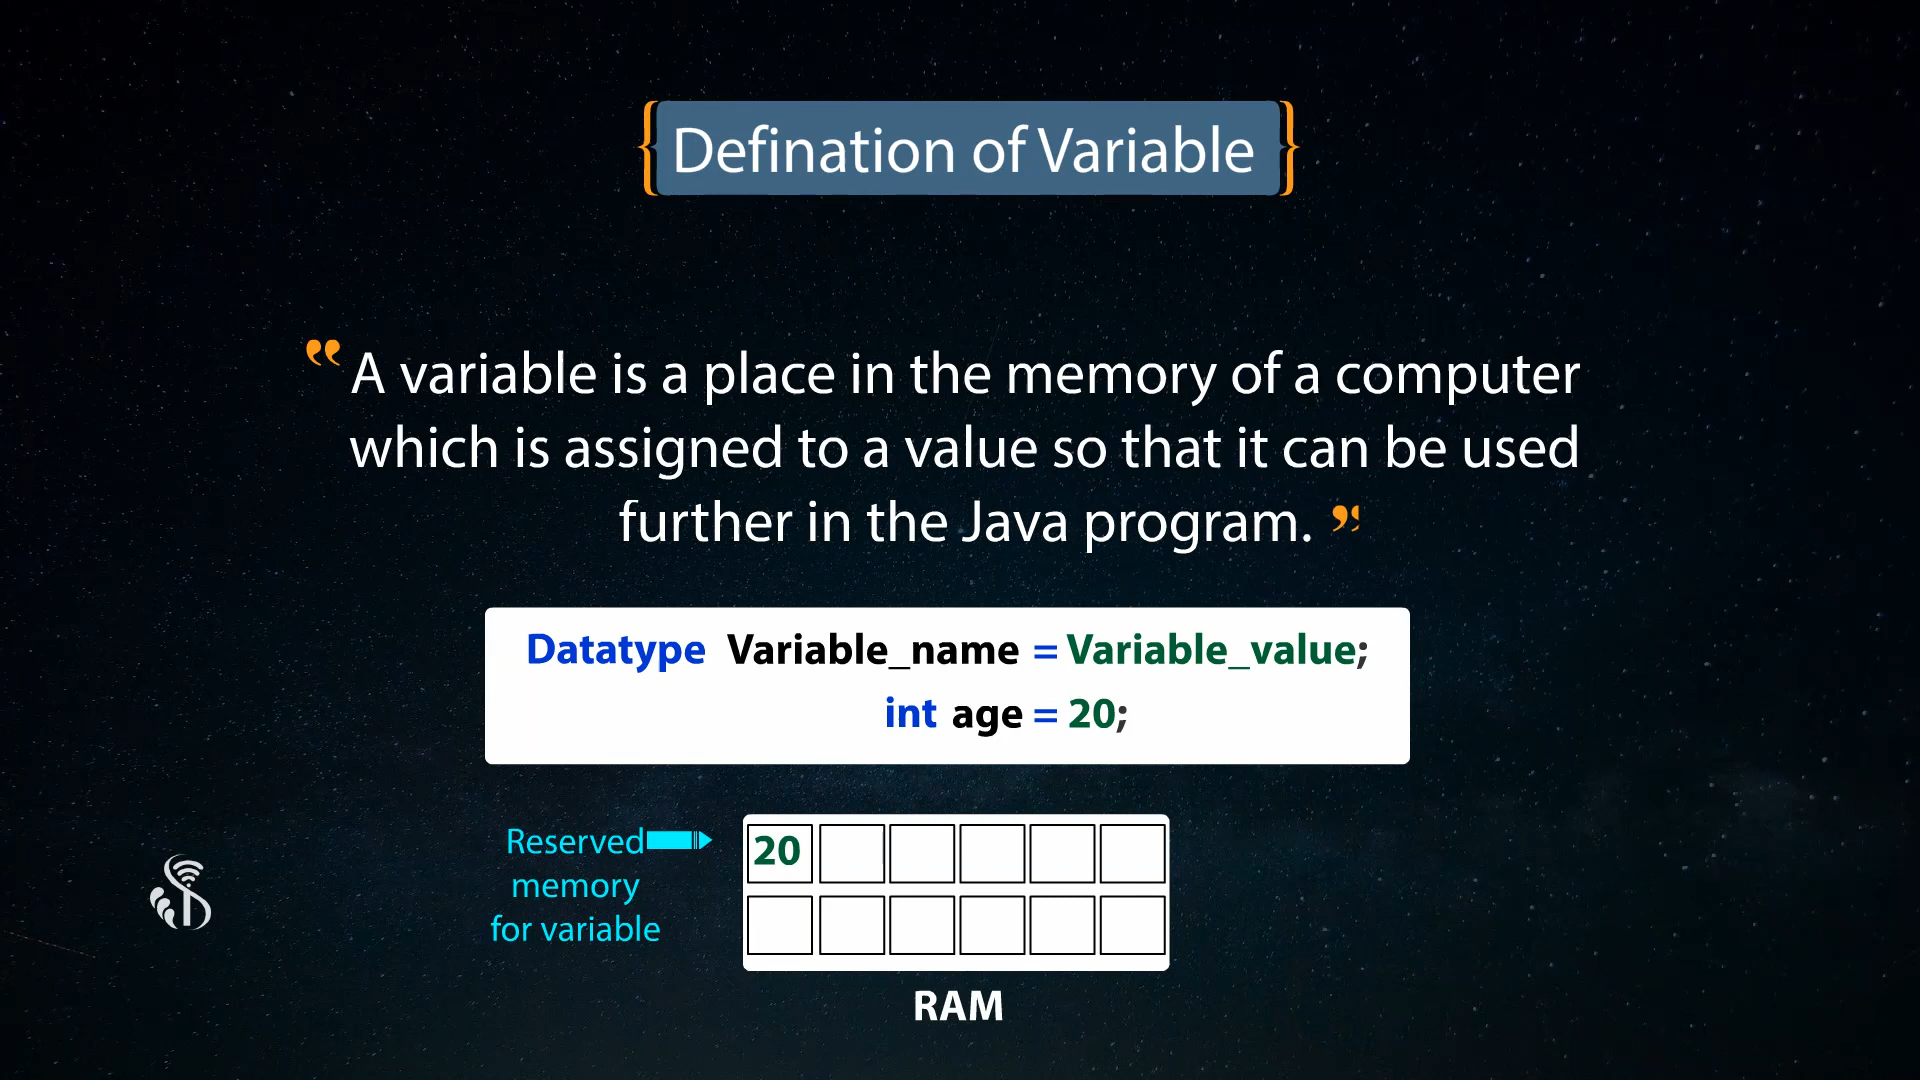 {Defination of Variable}
“ A variable is a place in the memory of a computer
which is assigned to a value so that it can be used
further in the Java program. ”
Datatype Variable_name = Variable_value;
int age = 20;
Reserved
memory
for variable
20
RAM